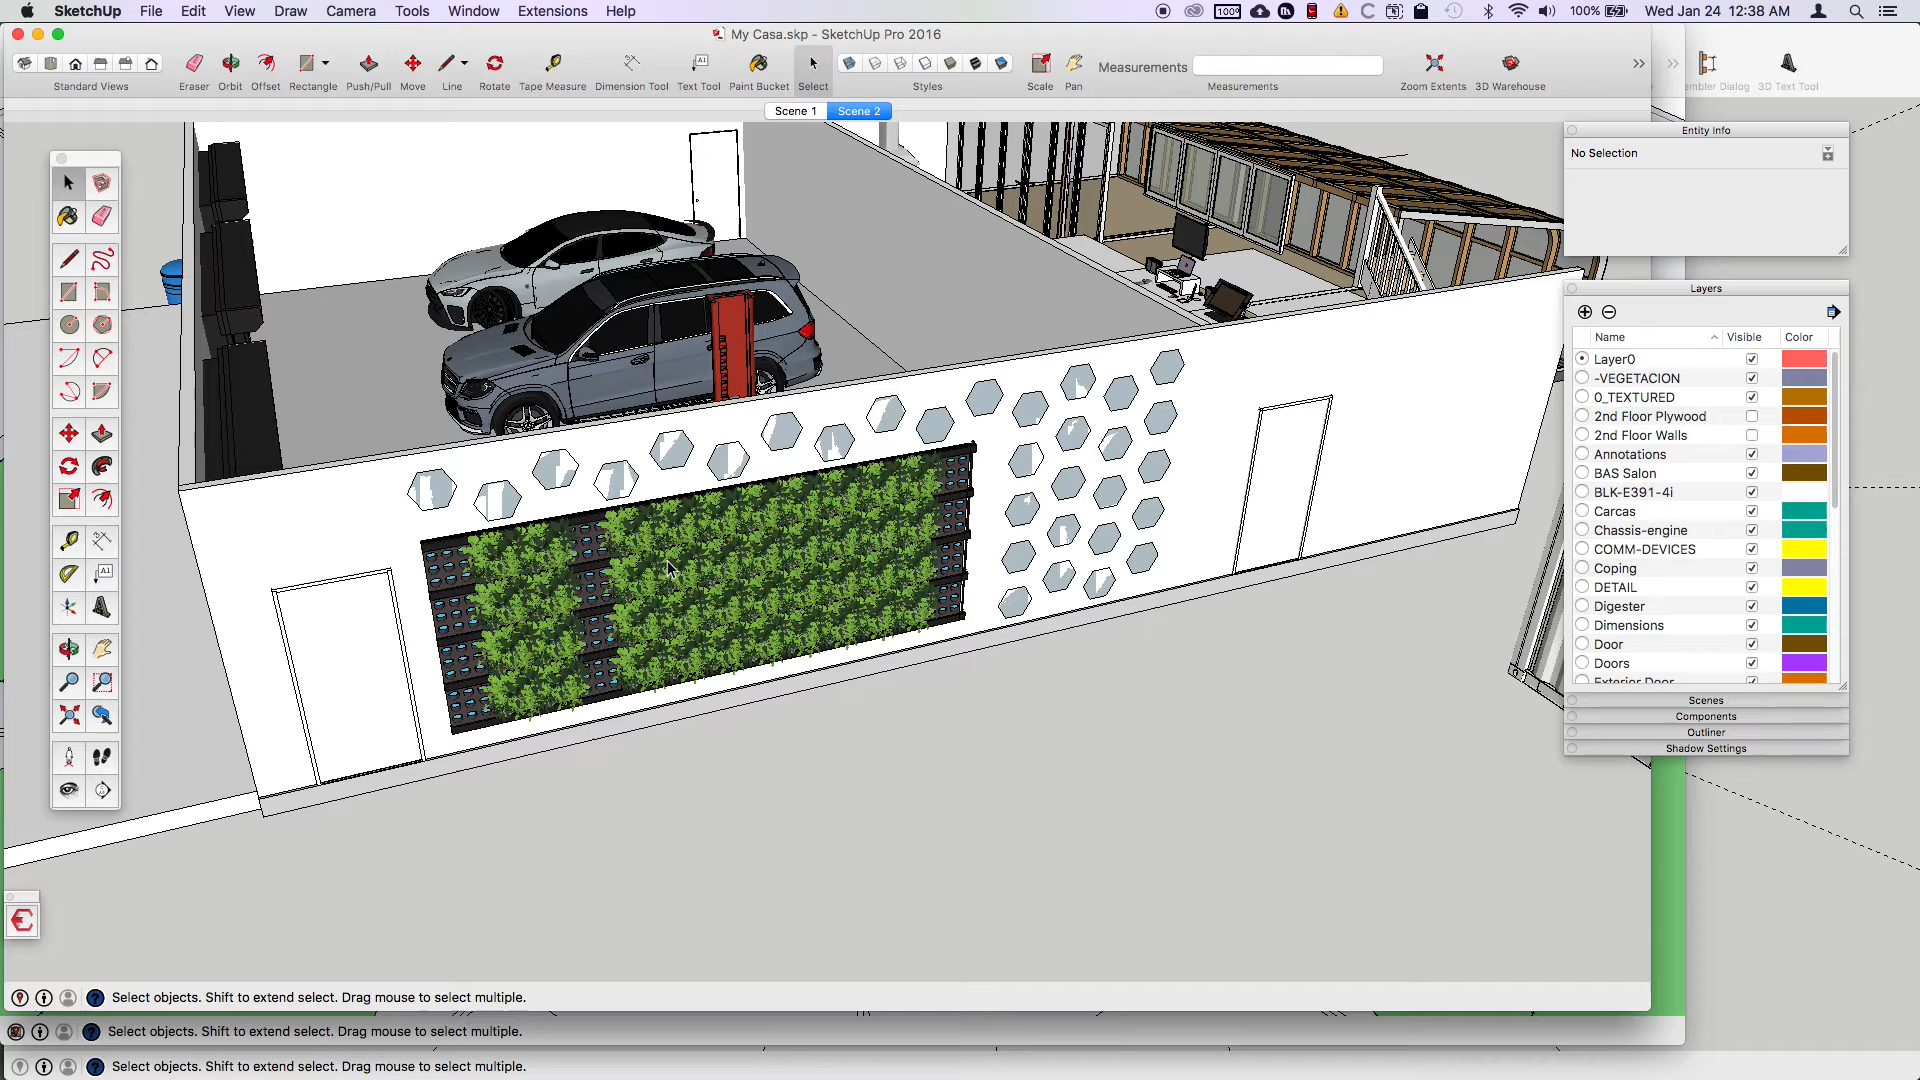 SketchUp File Edit View Draw Camera Tools Window Extensions Help
100% Wed Jan 24 12:38 AM
My Casa.skp - SketchUp Pro 2016
Measurements
Standard Views Eraser Orbit Offset Rectangle Push/Pull Move Line Rotate Tape Measure Dimension Tool Text Tool Paint Bucket Select Styles Scale Pan Measurements Zoom Extents 3D Warehouse
mbler Dialog 3D Text Tool
Scene 1 Scene 2
Entity Info
No Selection
Layers
Name Visible Color
Layer0
-VEGETACION
0_TEXTURED
2nd Floor Plywood
2nd Floor Walls
Annotations
BAS Salon
BLK-E391-4i
Carcas
Chassis-engine
COMM-DEVICES
Coping
DETAIL
Digester
Dimensions
Door
Doors
Exterior Door
Scenes
Components
Outliner
Shadow Settings
Select objects. Shift to extend select. Drag mouse to select multiple.
Select objects. Shift to extend select. Drag mouse to select multiple.
Select objects. Shift to extend select. Drag mouse to select multiple.